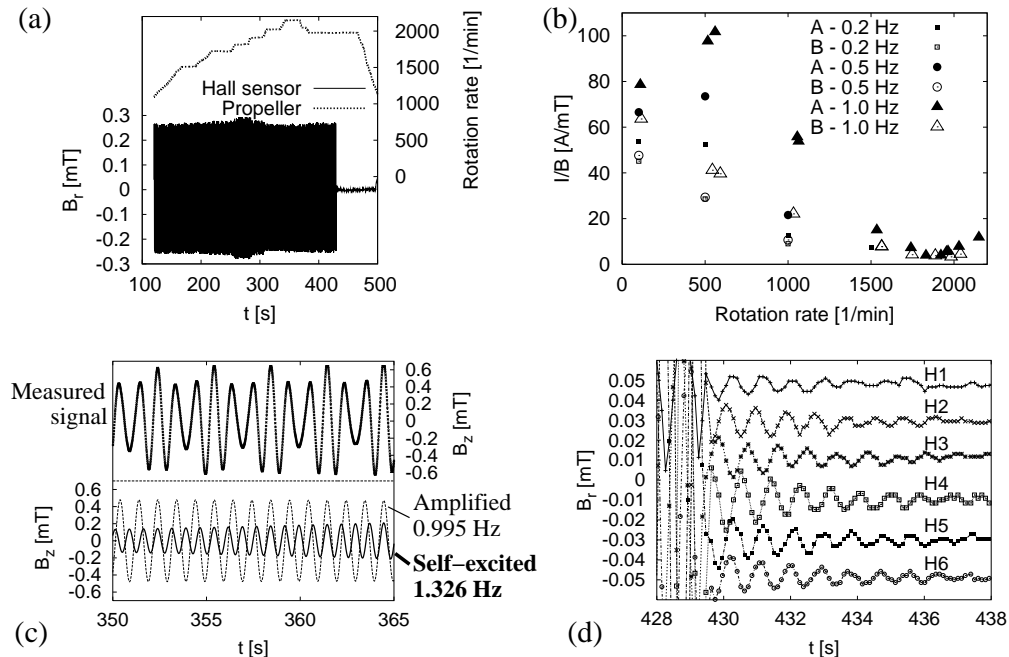 (a)
2000
1500
1000
500
0
Rotation rate [1/min]
Hall sensor
Propeller
0.3
0.2
0.1
0
-0.1
-0.2
-0.3
B_r [mT]
100 200 300 400 500
t [s]
(b)
100
80
60
40
20
0
I/B [A/mT]
A - 0.2 Hz
B - 0.2 Hz
A - 0.5 Hz
B - 0.5 Hz
A - 1.0 Hz
B - 1.0 Hz
0 500 1000 1500 2000
Rotation rate [1/min]
Measured
signal
0.6
0.4
0.2
0
-0.2
-0.4
-0.6
B_z [mT]
0.6
0.4
0.2
0
-0.2
-0.4
-0.6
B_z [mT]
Amplified
0.995 Hz
Self-excited
1.326 Hz
350 355 360 365
t [s]
(c)
0.05
0.04
0.03
0.02
0.01
0
-0.01
-0.02
-0.03
-0.04
-0.05
B_r [mT]
H1
H2
H3
H4
H5
H6
428 430 432 434 436 438
t [s]
(d)